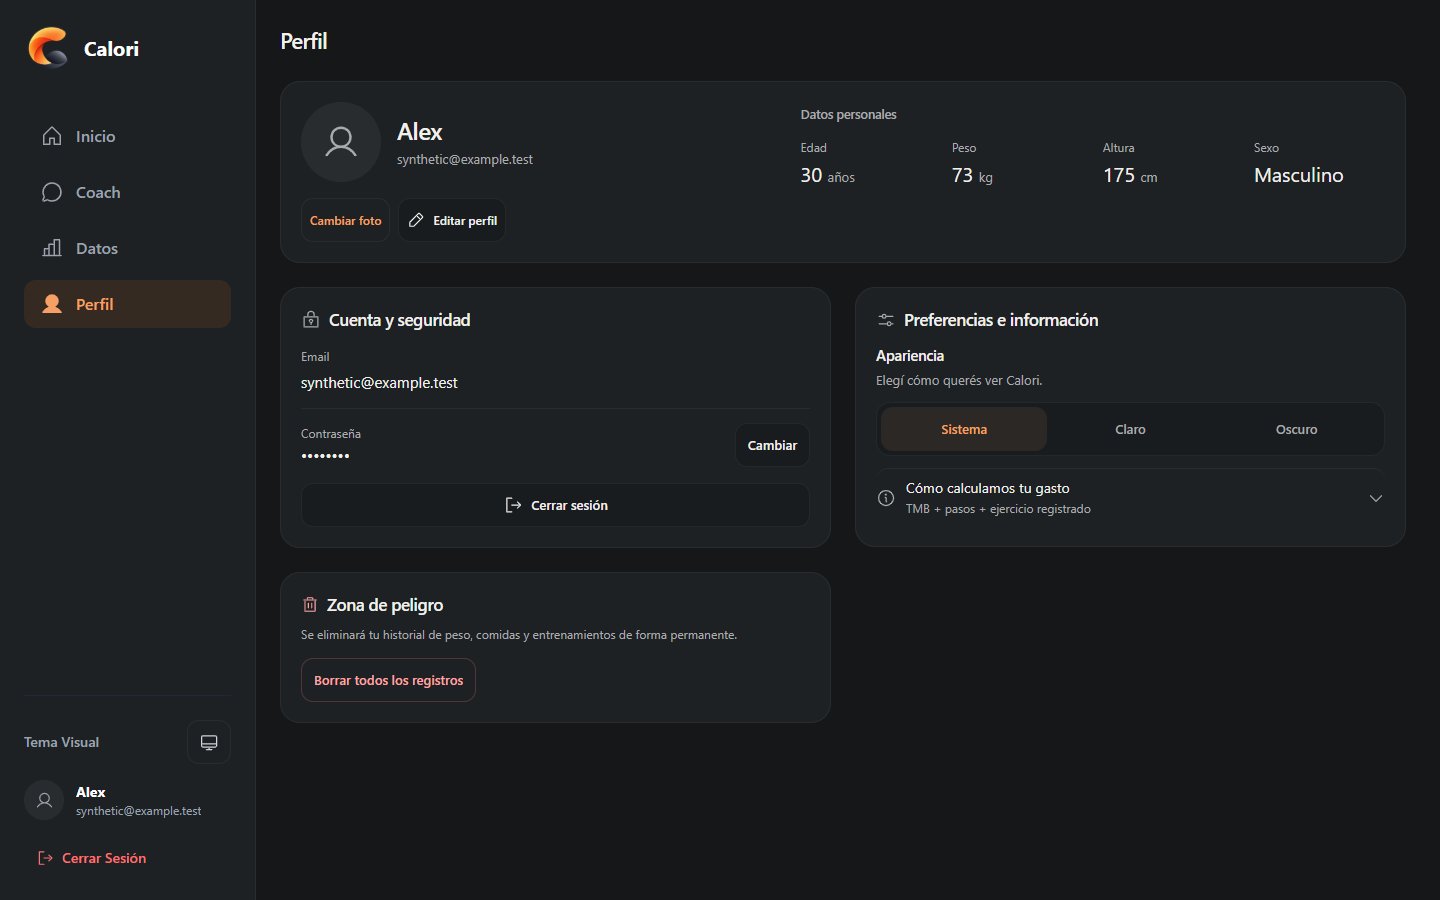 Calori
Inicio
Coach
Datos
Perfil
Tema Visual
Alex
synthetic@example.test
Cerrar Sesión
Perfil
Alex
synthetic@example.test
Cambiar foto
Editar perfil
Datos personales
Edad
30 años
Peso
73 kg
Altura
175 cm
Sexo
Masculino
Cuenta y seguridad
Email
synthetic@example.test
Contraseña
••••••••
Cambiar
Cerrar sesión
Preferencias e información
Apariencia
Elegí cómo querés ver Calori.
Sistema
Claro
Oscuro
Cómo calculamos tu gasto
TMB + pasos + ejercicio registrado
Zona de peligro
Se eliminará tu historial de peso, comidas y entrenamientos de forma permanente.
Borrar todos los registros